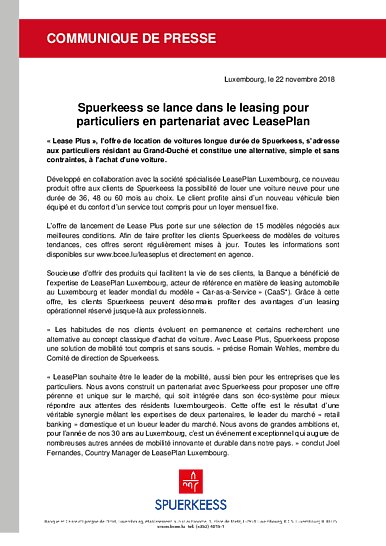 COMMUNIQUE DE PRESSE
Luxembourg, le 22 novembre 2018
Spuerkeess se lance dans le leasing pour
particuliers en partenariat avec LeasePlan
« Lease Plus », l'offre de location de voitures longue durée de Spuerkeess, s'adresse
aux particuliers résidant au Grand-Duché et constitue une alternative, simple et sans
contraintes, à l'achat d'une voiture.
Développé en collaboration avec la société spécialisée LeasePlan Luxembourg, ce nouveau
produit offre aux clients de Spuerkeess la possibilité de louer une voiture neuve pour une
durée de 36, 48 ou 60 mois au choix. Le client profite ainsi d'un nouveau véhicule bien
équipé et du confort d'un service tout compris pour un loyer mensuel fixe.
L'offre de lancement de Lease Plus porte sur une sélection de 15 modèles négociés aux
meilleures conditions. Afin de faire profiter les clients Spuerkeess de modèles de voitures
tendances, ces offres seront régulièrement mises à jour. Toutes les informations sont
disponibles sur www.bcee.lu/leaseplus et directement en agence.
Soucieuse d'offrir des produits qui facilitent la vie de ses clients, la Banque a bénéficié de
l'expertise de LeasePlan Luxembourg, acteur de référence en matière de leasing automobile
au Luxembourg et leader mondial du modèle « Car-as-a-Service » (CaaS*). Grâce à cette
offre, les clients Spuerkeess peuvent désormais profiter des avantages d'un leasing
opérationnel réservé jusque-là aux professionnels.
« Les habitudes de nos clients évoluent en permanence et certains recherchent une
alternative au concept classique d'achat de voiture. Avec Lease Plus, Spuerkeess propose
une solution de mobilité tout compris et sans soucis. » précise Romain Wehles, membre du
Comité de direction de Spuerkeess.
« LeasePlan souhaite être le leader de la mobilité, aussi bien pour les entreprises que les
particuliers. Nous avons construit un partenariat avec Spuerkeess pour proposer une offre
pérenne et unique sur le marché, qui soit intégrée dans son éco-système pour mieux
répondre aux attentes des résidents luxembourgeois. Cette offre est le résultat d'une
véritable synergie mêlant les expertises de deux partenaires, le leader du marché « retail
banking » domestique et un loueur leader du marché. Nous avons de grandes ambitions et,
pour l'année de nos 30 ans au Luxembourg, c'est un événement exceptionnel qui augure de
nombreuses autres années de mobilité innovante et durable dans notre pays. » conclut Joel
Fernandes, Country Manager de LeasePlan Luxembourg.
SPUERKEESS